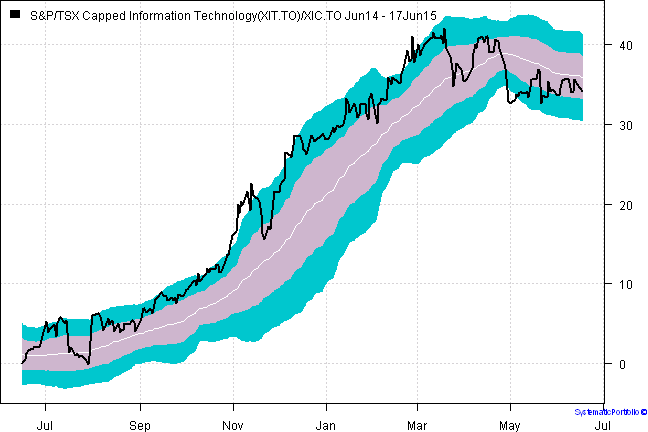 S&P/TSX Capped Information Technology(XIT.TO)/XIC.TO Jun14 - 17Jun15
40
30
20
10
0
Jul
Sep
Nov
Jan
Mar
May
Jul
SystematicPortfolio ©